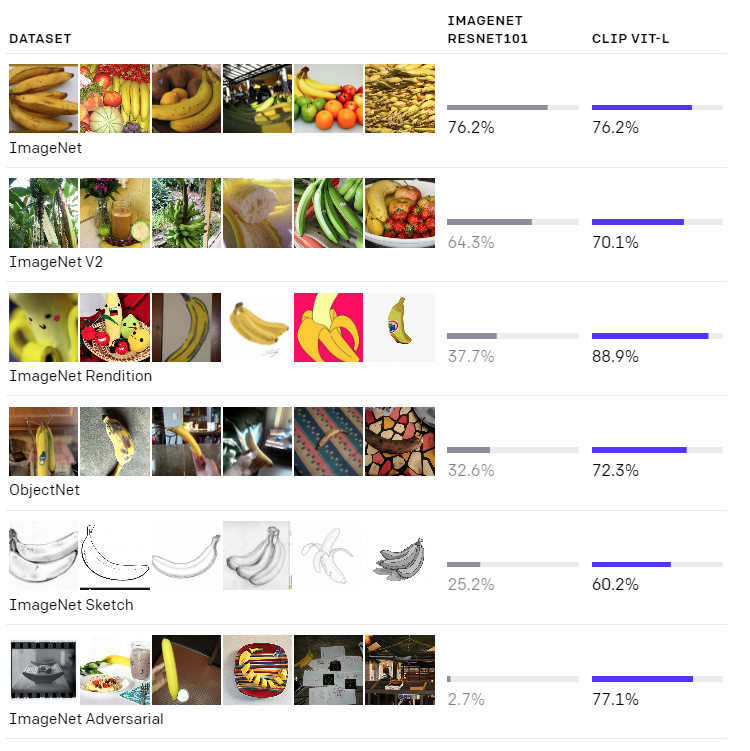 DATASET
IMAGENET
RESNET101
CLIP VIT-L
76.2%
76.2%
ImageNet
64.3%
70.1%
ImageNet V2
37.7%
88.9%
ImageNet Rendition
32.6%
72.3%
ObjectNet
25.2%
60.2%
ImageNet Sketch
2.7%
77.1%
ImageNet Adversarial